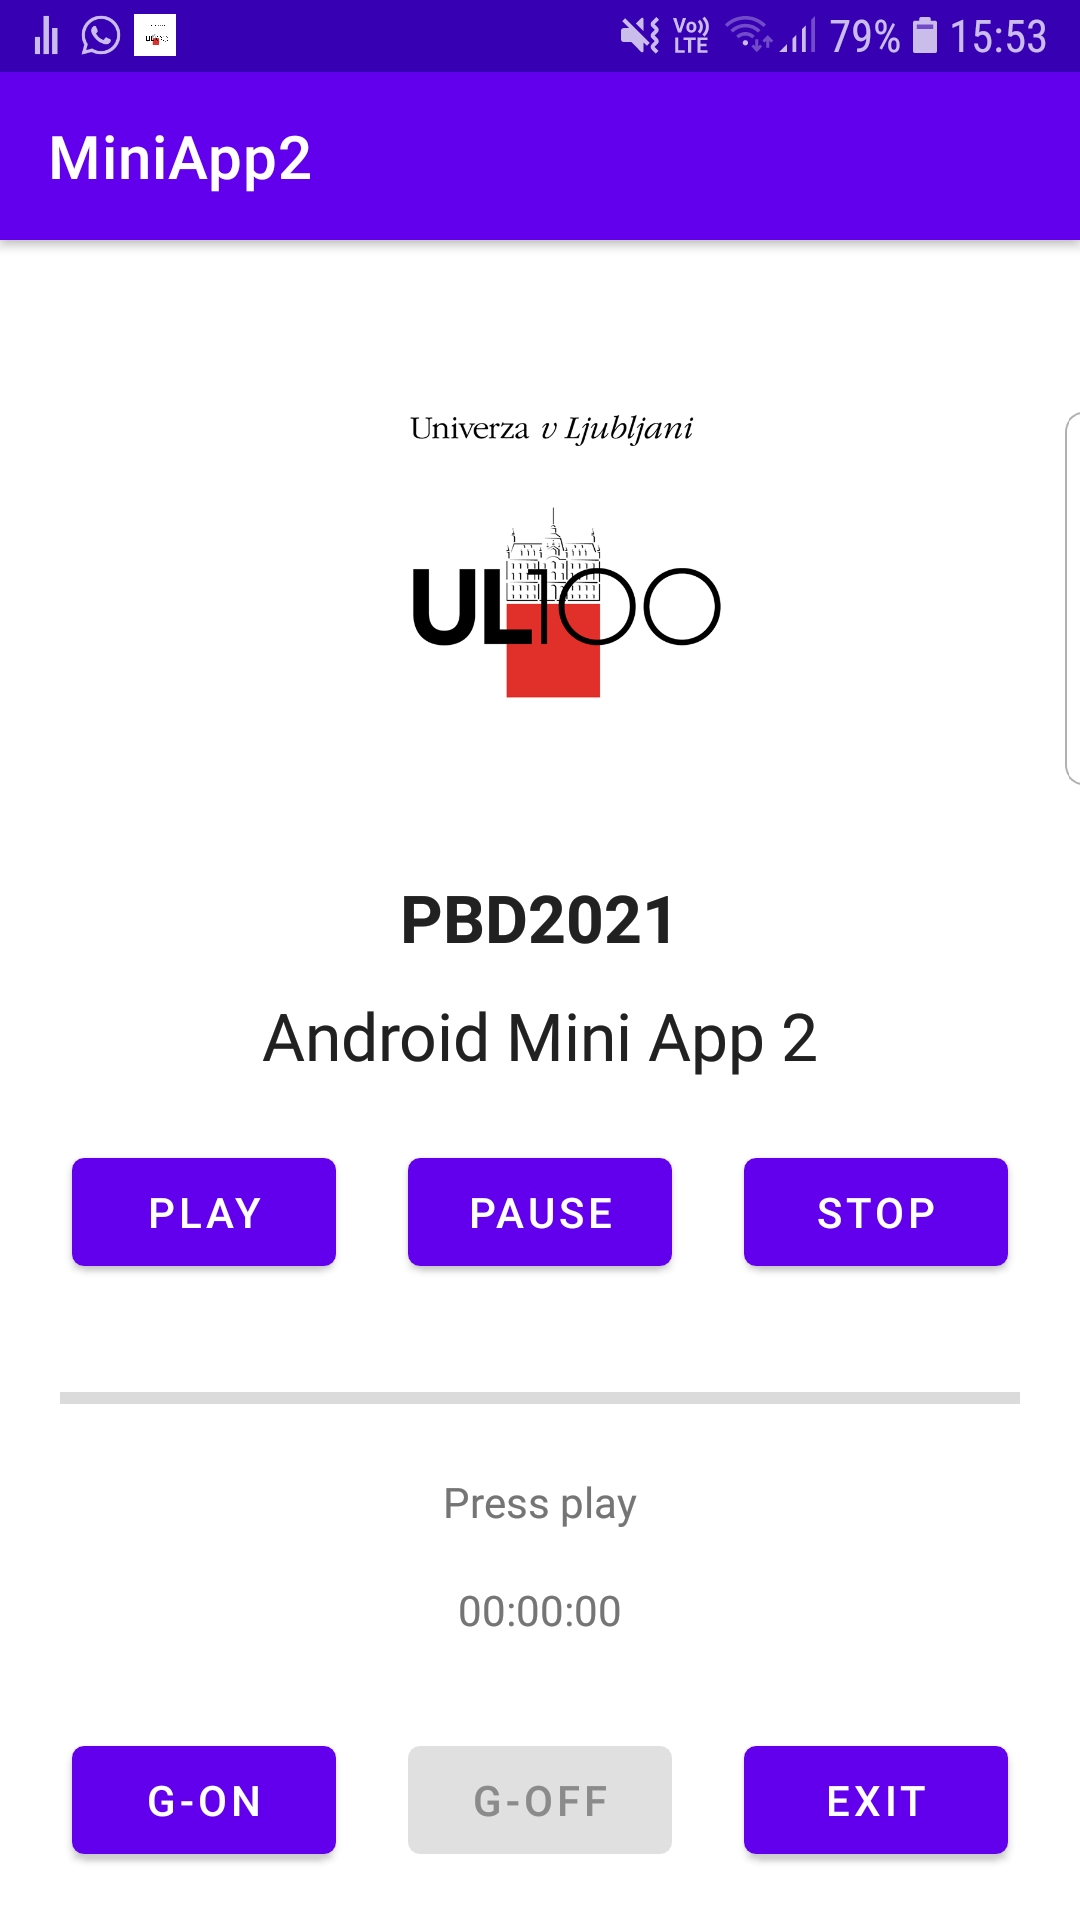 Vo)) LTE 79% 15:53
MiniApp2
Univerza v Ljubljani
UL100
PBD2021
Android Mini App 2
PLAY PAUSE STOP
Press play
00:00:00
G-ON G-OFF EXIT